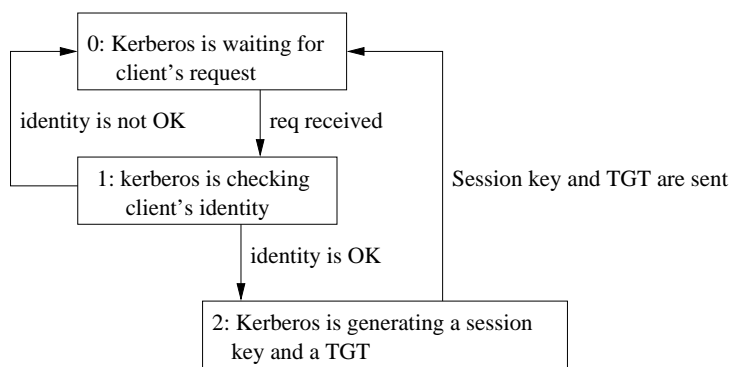 0: Kerberos is waiting for
client's request
identity is not OK
req received
1: kerberos is checking
client's identity
Session key and TGT are sent
identity is OK
2: Kerberos is generating a session
key and a TGT